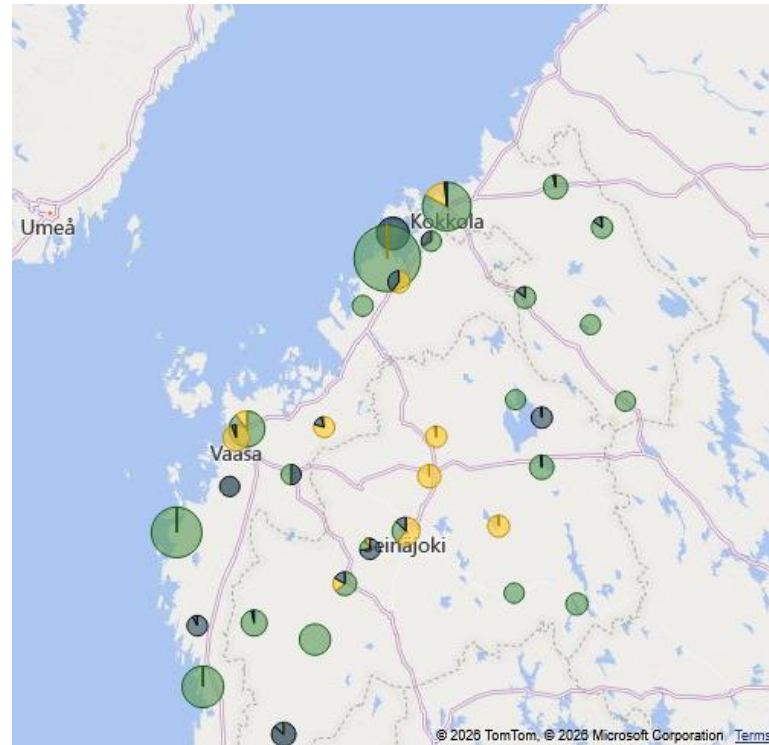 Kokkola
Umeå
Vaasa
Seinäjoki
© 2026 TomTom, © 2026 Microsoft Corporation Terms